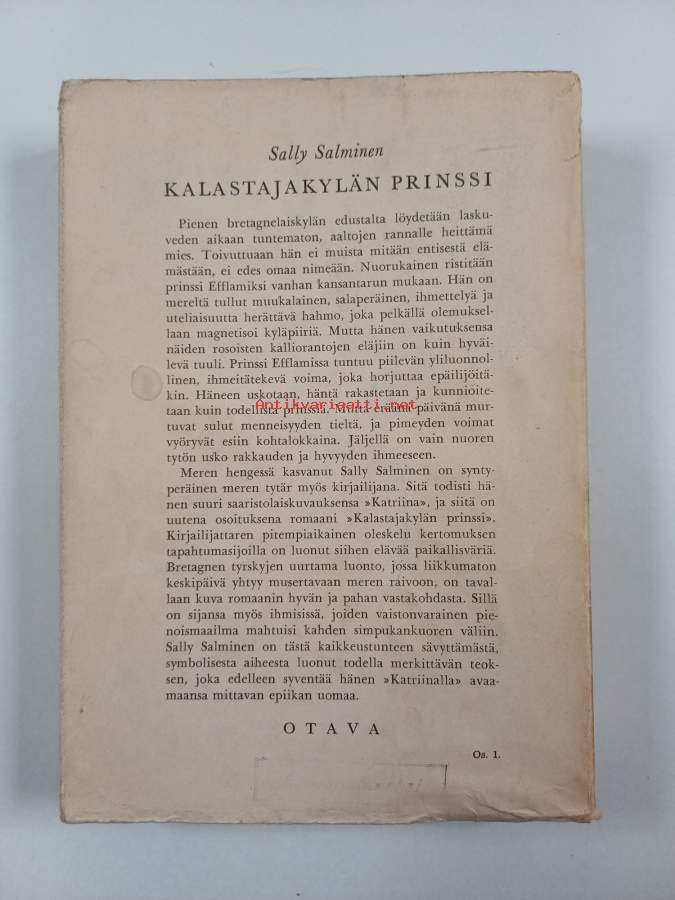 Sally Salminen
KALASTAJAKYLÄN PRINSSI
Pienen bretagnelaiskylän edustalta löydetään lasku-
veden aikaan tuntematon, aaltojen rannalle heittämä
mies. Toivuttuaan hän ei muista mitään entisestä elä-
mästään, ei edes omaa nimeään. Nuorukainen ristitään
prinssi Efflamiksi vanhan kansantarun mukaan. Hän on
mereltä tullut muukalainen, salaperäinen, ihmettelyä ja
uteliaisuutta herättävä hahmo, joka pelkällä olemuksel-
laan magnetisoi kyläpiiriä. Mutta hänen vaikutuksensa
näiden rosoisten kalliorantojen eläjiin on kuin hyväi-
levä tuuli. Prinssi Efflamissa tuntuu piilevän yliluonnol-
linen, ihmeitätekevä voima, joka horjuttaa epäilijöitä-
kin. Häneen uskotaan, häntä rakastetaan ja kunnioite-
Antikvariaatti.net
taan kuin todellista prinssiä. Mutta eräänä päivänä mur-
tuvat sulut menneisyyden tieltä, ja pimeyden voimat
vyöryvät esiin kohtalokkaina. Jäljellä on vain nuoren
tytön usko rakkauden ja hyvyyden ihmeeseen.
Meren hengessä kasvanut Sally Salminen on synty-
peräinen meren tytär myös kirjailijana. Sitä todisti hä-
nen suuri saaristolaiskuvauksensa »Katriina», ja siitä on
uutena osoituksena romaani »Kalastajakylän prinssi».
Kirjailijattaren pitempiaikainen oleskelu kertomuksen
tapahtumasijoilla on luonut siihen elävää paikallisväriä.
Bretagnen tyrskyjen uurtama luonto, jossa liikkumaton
keskipäivä yhtyy musertavaan meren raivoon, on taval-
laan kuva romaanin hyvän ja pahan vastakohdasta. Sillä
on sijansa myös ihmisissä, joiden vaistonvarainen pie-
noismaailma mahtuisi kahden simpukankuoren väliin.
Sally Salminen on tästä kaikkeustunteen sävyttämästä,
symbolisesta aiheesta luonut todella merkittävän teok-
sen, joka edelleen syventää hänen »Katriinalla» avaa-
maansa mittavan epiikan uomaa.
OTAVA
Os. 1.